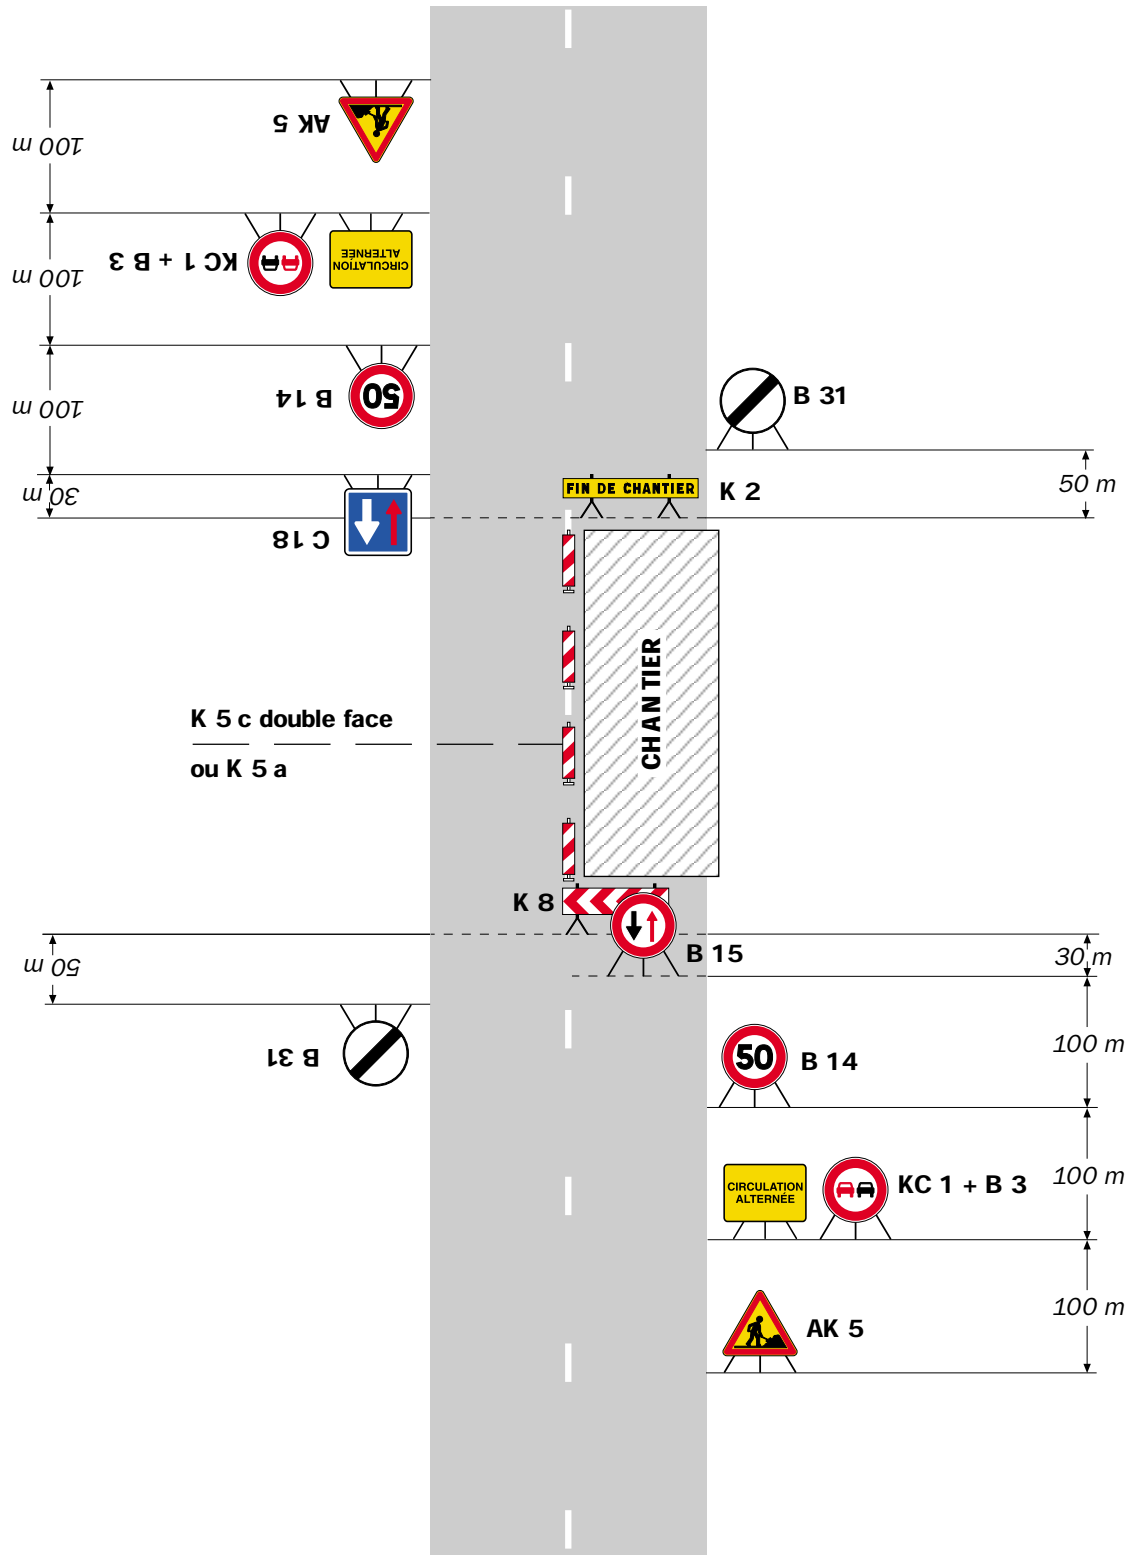 AK 5
100 m
KC 1 + B 3
CIRCULATION
ALTERNÉE
100 m
B 14
50
100 m
B 31
30 m
C 18
FIN DE CHANTIER
K 2
50 m
CHANTIER
K 5 c double face
ou K 5 a
K 8
B 15
30 m
50 m
B 31
50
B 14
100 m
CIRCULATION
ALTERNÉE
KC 1 + B 3
100 m
AK 5
100 m